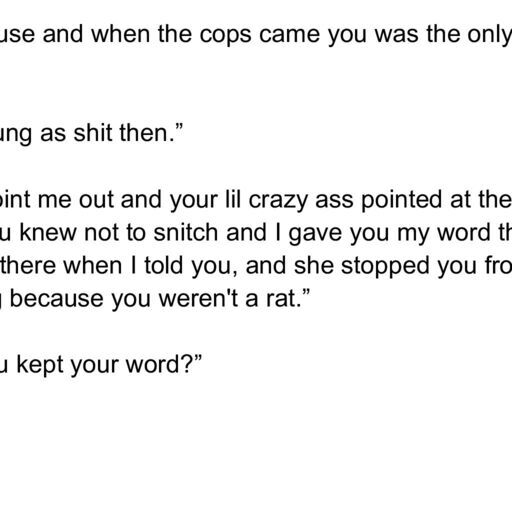 use and when the cops came you was the only
ung as shit then.”
oint me out and your lil crazy ass pointed at the
u knew not to snitch and I gave you my word th
there when I told you, and she stopped you fro
g because you weren't a rat.”
u kept your word?”